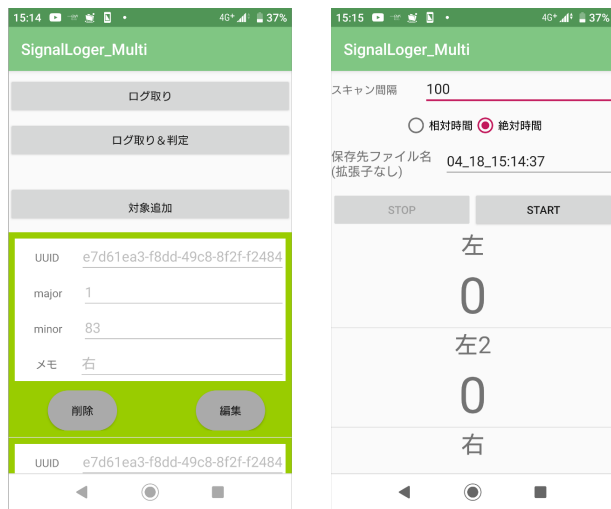 15:14
4G+
37%
SignalLoger_Multi
ログ取り
ログ取り＆判定
対象追加
UUID e7d61ea3-f8dd-49c8-8f2f-f2484
major 1
minor 83
メモ 右
削除 編集
UUID e7d61ea3-f8dd-49c8-8f2f-f2484
15:15
4G+
37%
SignalLoger_Multi
スキャン間隔 100
相対時間 絶対時間
保存先ファイル名 04_18_15:14:37
(拡張子なし)
STOP START
左
0
左2
0
右